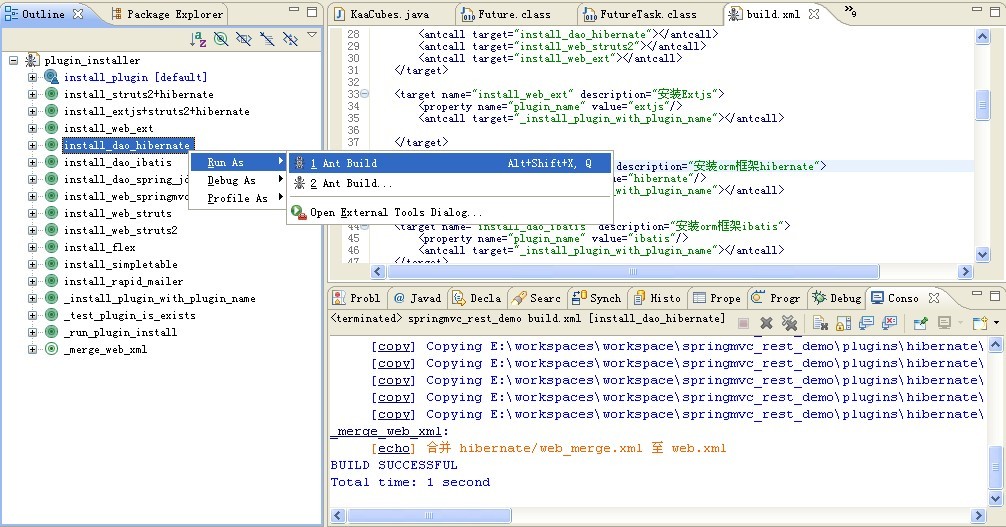 Outline
Package Explorer
plugin_installer
install_plugin [default]
install_struts2+hibernate
install_extjs+struts2+hibernate
install_web_ext
install_dao_hibernate
install_dao_ibatis
install_dao_spring_jd
install_web_springmvc
install_web_struts
install_web_struts2
install_flex
install_simpletable
install_rapid_mailer
_install_plugin_with_plugin_name
_test_plugin_is_exists
_run_plugin_install
_merge_web_xml
Run As
Debug As
Profile As
1 Ant Build Alt+Shift+X, Q
2 Ant Build...
Open External Tools Dialog...
KaaCubes.java
Future.class
FutureTask.class
build.xml
»9
28 <antcall target="install_dao_hibernate"></antcall>
29 <antcall target="install_web_struts2"></antcall>
30 <antcall target="install_web_ext"></antcall>
31 </target>
32
33 <target name="install_web_ext" description="安装Extjs">
34 <property name="plugin_name" value="extjs"/>
35 <antcall target="_install_plugin_with_plugin_name"/>
36
37 </target>
description="安装orm框架hibernate">
"hibernate"/>
_with_plugin_name"/>
44 <target name="install_dao_ibatis" description="安装orm框架ibatis">
45 <property name="plugin_name" value="ibatis"/>
46 <antcall target="_install_plugin_with_plugin_name"/>
47 </target>
Probl
@ Javad
Decla
Searc
Synch
Histo
Prope
Progr
Debug
Conso
<terminated> springmvc_rest_demo build.xml [install_dao_hibernate]
[copy] Copying E:\workspaces\workspace\springmvc_rest_demo\plugins\hibernate\
[copy] Copying E:\workspaces\workspace\springmvc_rest_demo\plugins\hibernate\
[copy] Copying E:\workspaces\workspace\springmvc_rest_demo\plugins\hibernate\
[copy] Copying E:\workspaces\workspace\springmvc_rest_demo\plugins\hibernate\
[copy] Copying E:\workspaces\workspace\springmvc_rest_demo\plugins\hibernate\
_merge_web_xml:
[echo] 合并 hibernate/web_merge.xml 至 web.xml
BUILD SUCCESSFUL
Total time: 1 second